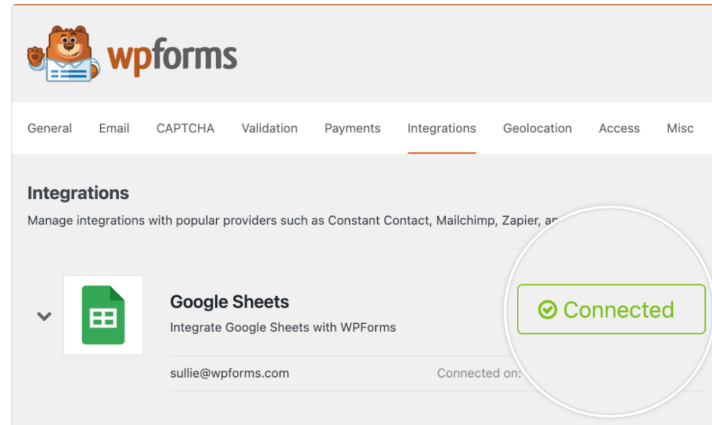 wpforms
General Email CAPTCHA Validation Payments Integrations Geolocation Access Misc
Integrations
Manage integrations with popular providers such as Constant Contact, Mailchimp, Zapier,
Google Sheets
Connected
Integrate Google Sheets with WPForms
sullie@wpforms.com Connected on: